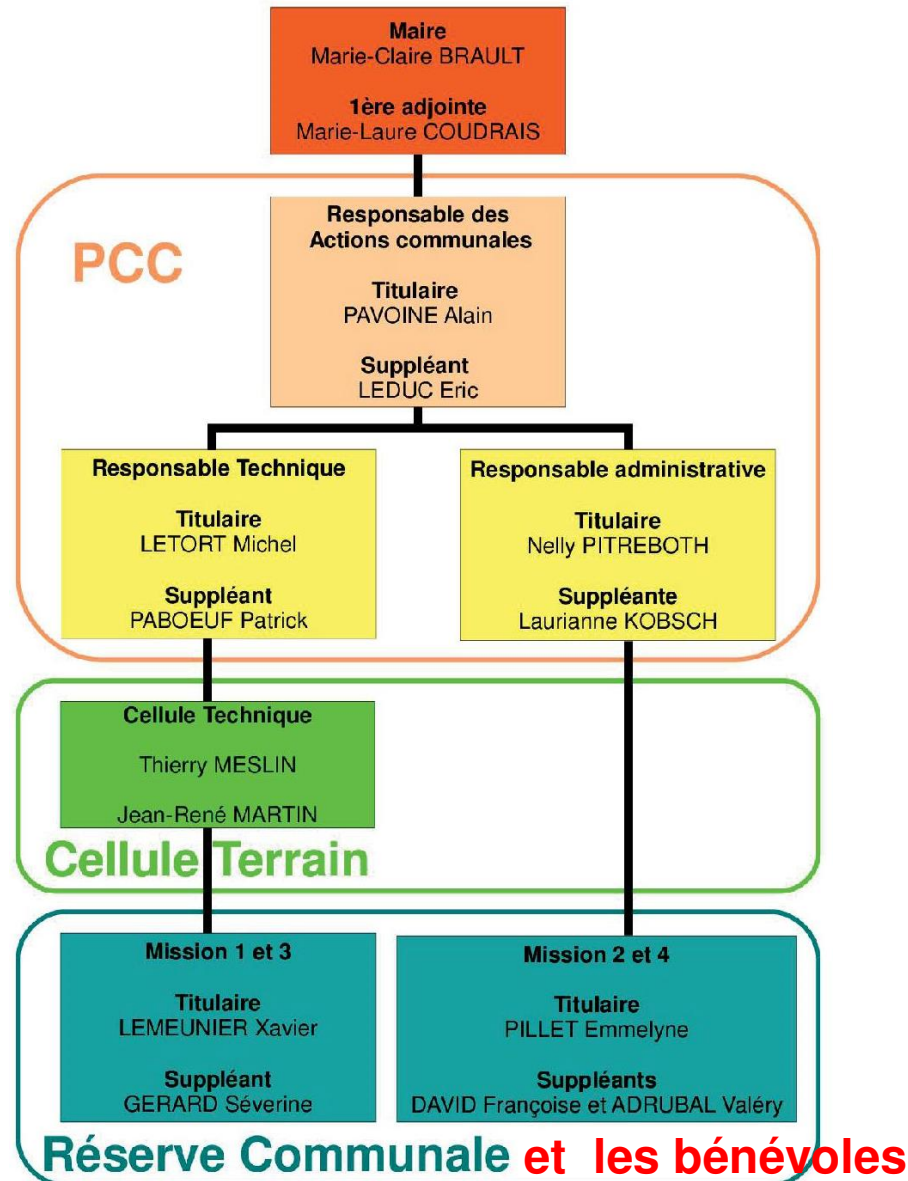 Maire
Marie-Claire BRAULT
1ère adjointe
Marie-Laure COUDRAIS
PCC
Responsable des
Actions communales
Titulaire
PAVOINE Alain
Suppléant
LEDUC Eric
Responsable Technique
Titulaire
LETORT Michel
Suppléant
PABOEUF Patrick
Responsable administrative
Titulaire
Nelly PITREBOTH
Suppléante
Laurianne KOBSCH
Cellule Technique
Thierry MESLIN
Jean-René MARTIN
Cellule Terrain
Mission 1 et 3
Titulaire
LEMEUNIER Xavier
Suppléant
GERARD Séverine
Mission 2 et 4
Titulaire
PILLET Emmelyne
Suppléants
DAVID Françoise et ADRUBAL Valéry
Réserve Communale et les bénévoles